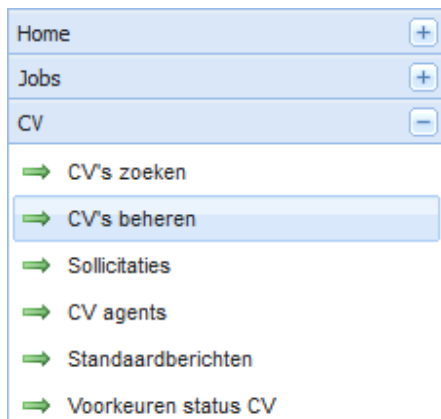 Home
Jobs
CV
CV's zoeken
CV's beheren
Sollicitaties
CV agents
Standaardberichten
Voorkeuren status CV